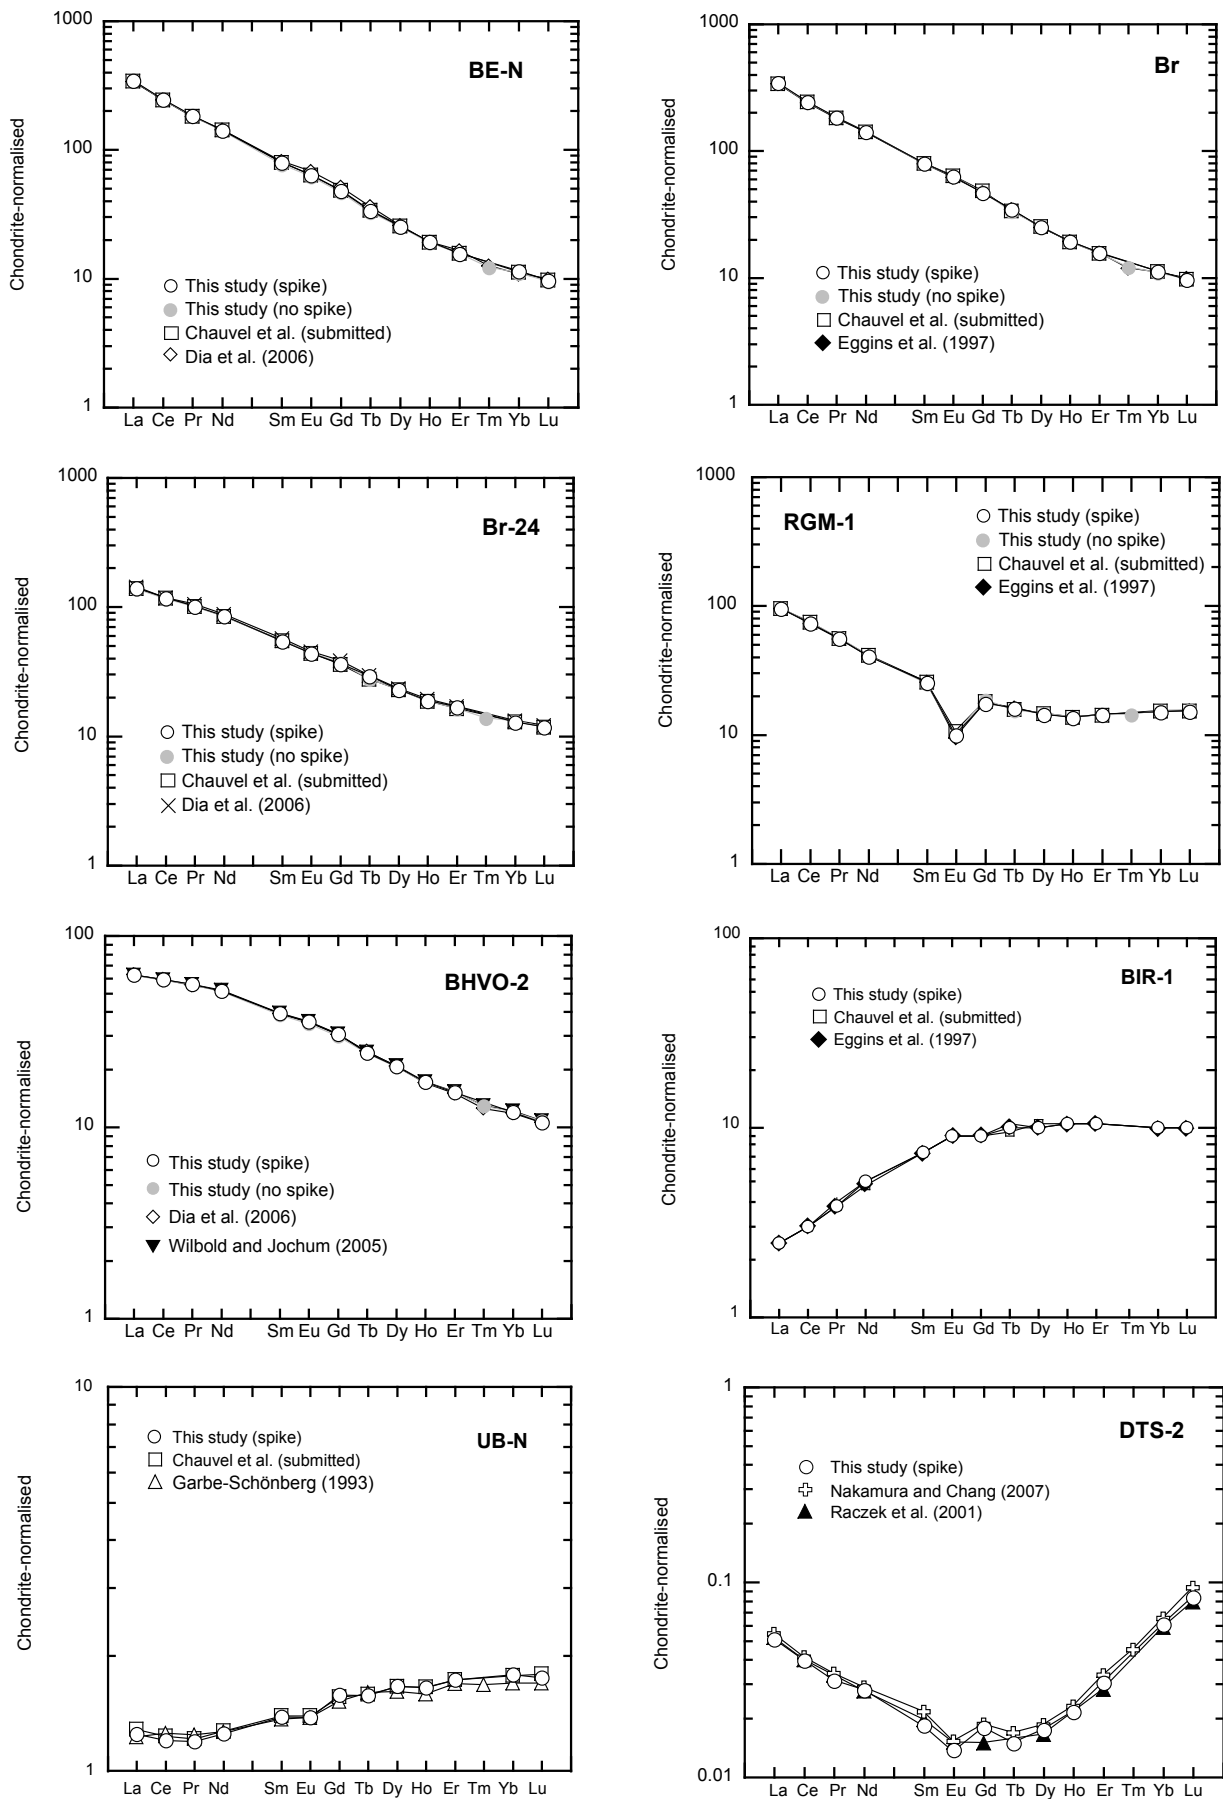 1000
100
10
1
Chondrite-normalised
BE-N
This study (spike)
This study (no spike)
Chauvel et al. (submitted)
Dia et al. (2006)
La Ce Pr Nd Sm Eu Gd Tb Dy Ho Er Tm Yb Lu
1000
100
10
1
Chondrite-normalised
Br
This study (spike)
This study (no spike)
Chauvel et al. (submitted)
Eggins et al. (1997)
La Ce Pr Nd Sm Eu Gd Tb Dy Ho Er Tm Yb Lu
1000
100
10
1
Chondrite-normalised
Br-24
This study (spike)
This study (no spike)
Chauvel et al. (submitted)
Dia et al. (2006)
La Ce Pr Nd Sm Eu Gd Tb Dy Ho Er Tm Yb Lu
1000
100
10
1
Chondrite-normalised
RGM-1
This study (spike)
This study (no spike)
Chauvel et al. (submitted)
Eggins et al. (1997)
La Ce Pr Nd Sm Eu Gd Tb Dy Ho Er Tm Yb Lu
100
10
1
Chondrite-normalised
BHVO-2
This study (spike)
This study (no spike)
Dia et al. (2006)
Wilbold and Jochum (2005)
La Ce Pr Nd Sm Eu Gd Tb Dy Ho Er Tm Yb Lu
100
10
1
Chondrite-normalised
BIR-1
This study (spike)
Chauvel et al. (submitted)
Eggins et al. (1997)
La Ce Pr Nd Sm Eu Gd Tb Dy Ho Er Tm Yb Lu
10
1
Chondrite-normalised
UB-N
This study (spike)
Chauvel et al. (submitted)
Garbe-Schönberg (1993)
La Ce Pr Nd Sm Eu Gd Tb Dy Ho Er Tm Yb Lu
1
0.1
0.01
Chondrite-normalised
DTS-2
This study (spike)
Nakamura and Chang (2007)
Raczek et al. (2001)
La Ce Pr Nd Sm Eu Gd Tb Dy Ho Er Tm Yb Lu